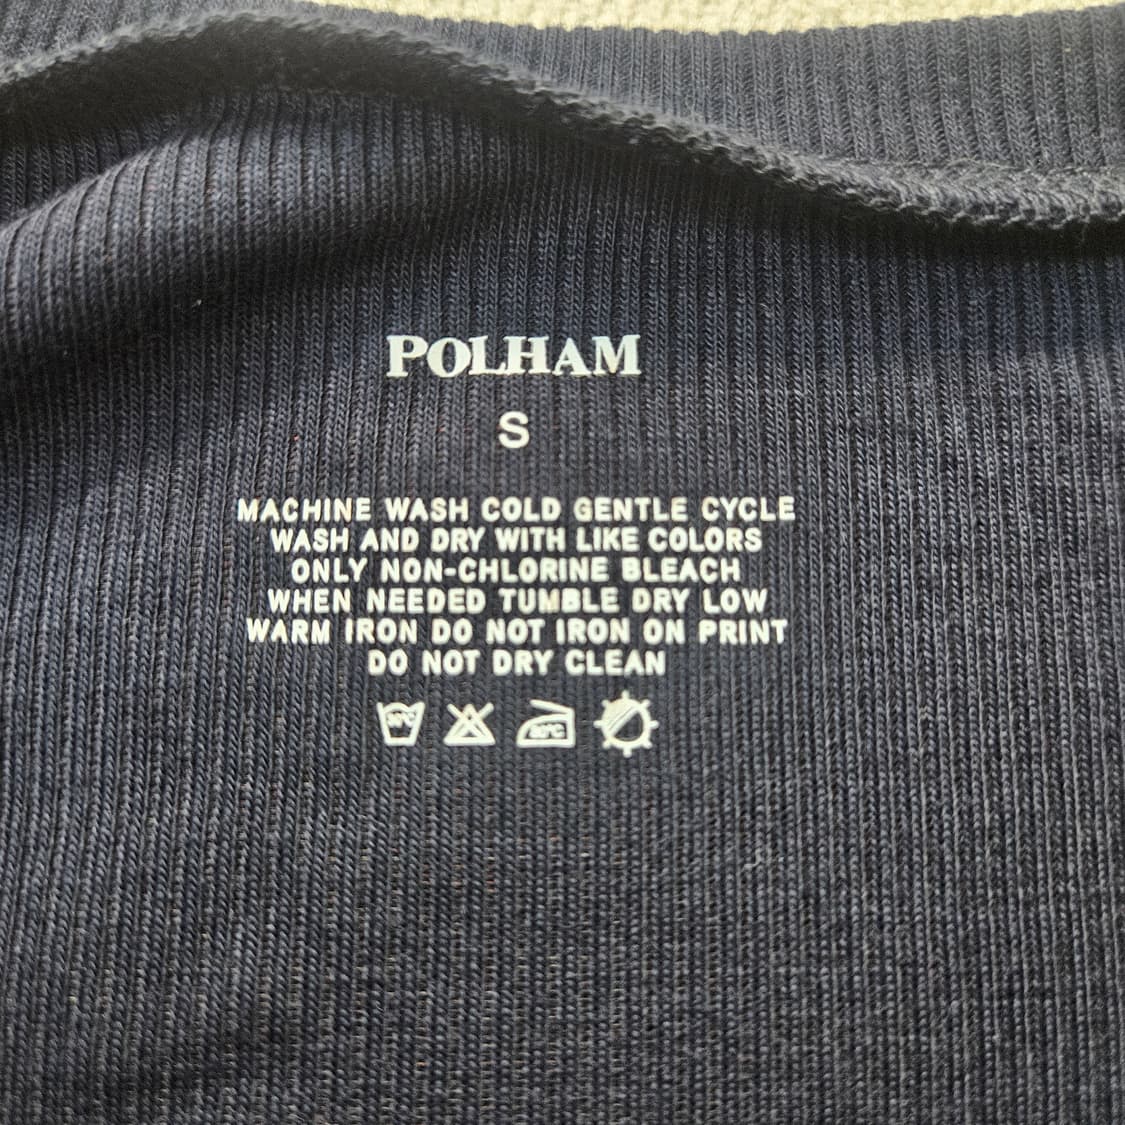 POLHAM
S
MACHINE WASH COLD GENTLE CYCLE
WASH AND DRY WITH LIKE COLORS
ONLY NON-CHLORINE BLEACH
WHEN NEEDED TUMBLE DRY LOW
WARM IRON DO NOT IRON ON PRINT
DO NOT DRY CLEAN